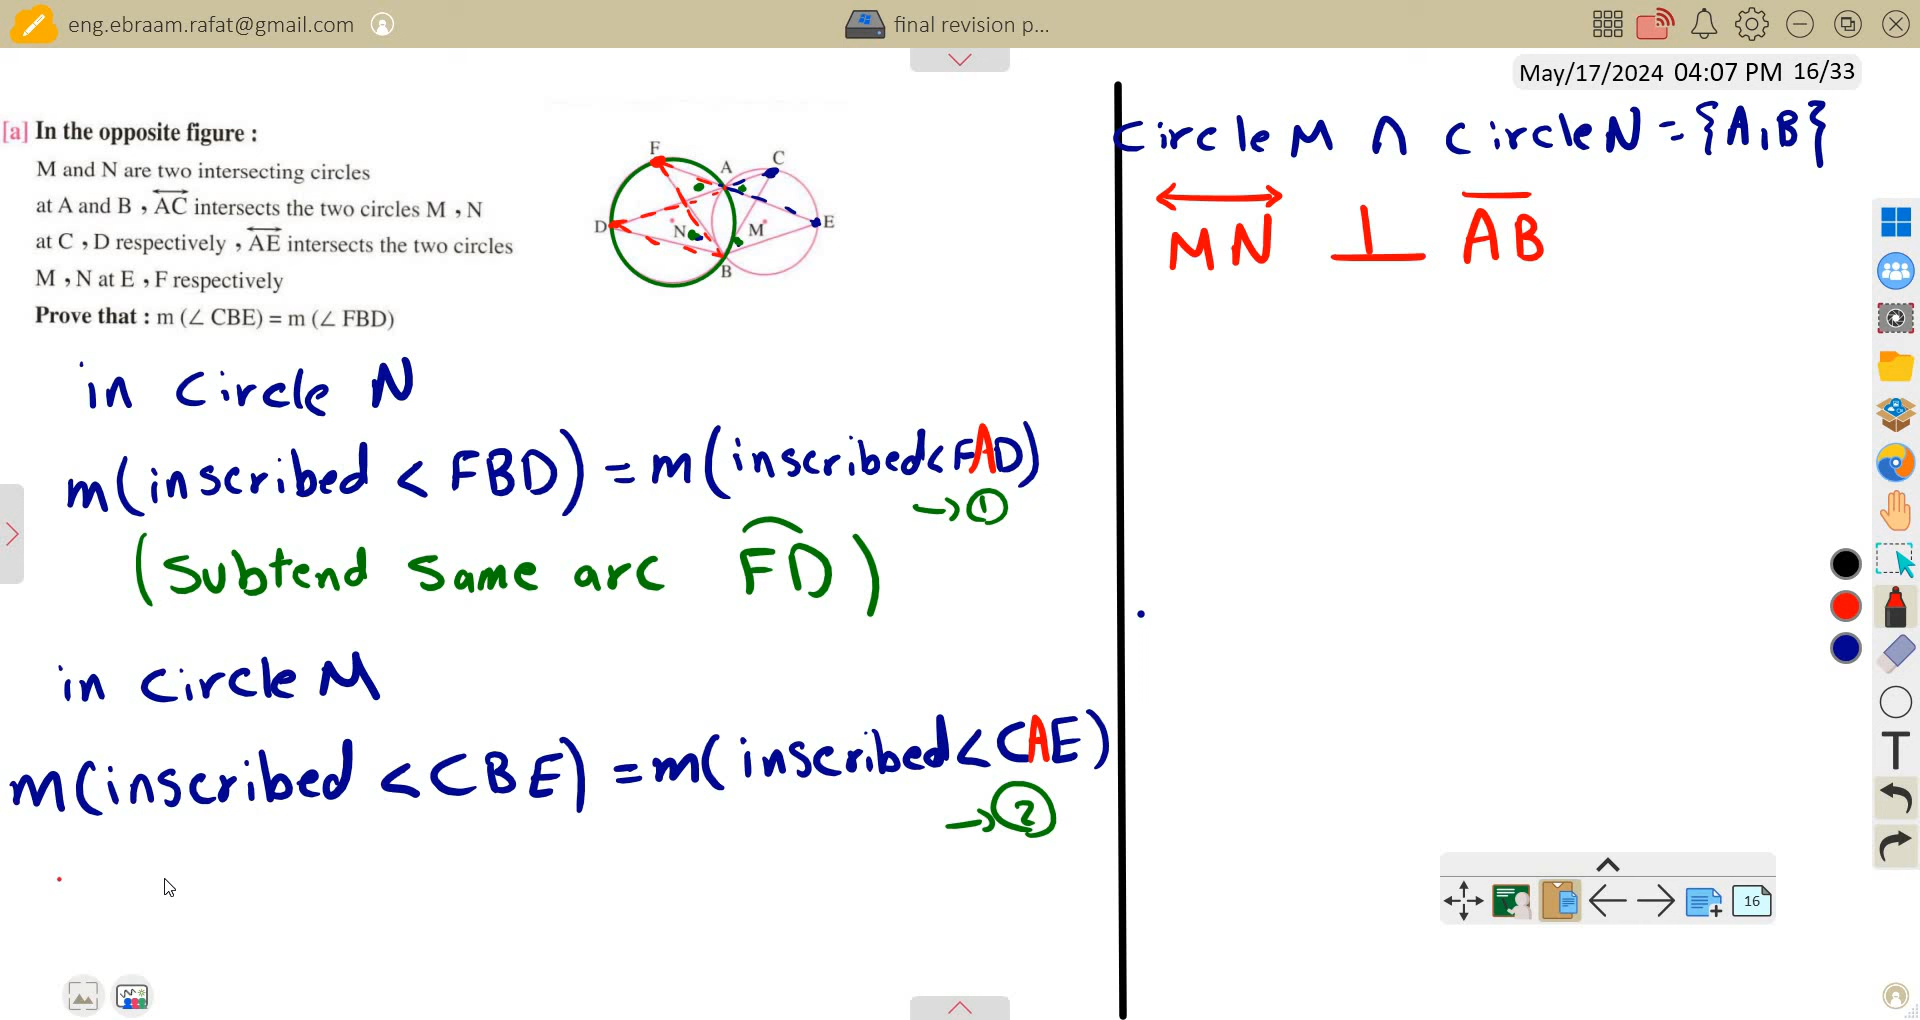 eng.ebraam.rafat@gmail.com
final revision p...
May/17/2024 04:07 PM 16/33
[a] In the opposite figure :
M and N are two intersecting circles
at A and B , AC intersects the two circles M , N
at C , D respectively , AE intersects the two circles
M , N at E , F respectively
Prove that : m (∠ CBE) = m (∠ FBD)
F
A
C
D
N
M
E
B
in circle N
m(inscribed < FBD) = m(inscribed < FAD)
→ ①
(Subtend same arc FD)
in circle M
m(inscribed < CBE) = m(inscribed < CAE)
→ ②
circle M ∩ circle N = {A,B}
MN ⊥ AB
T
16